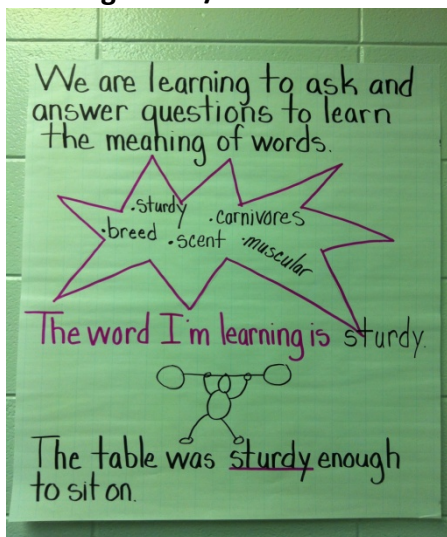 We are learning to ask and
answer questions to learn
the meaning of words.
.sturdy
.carnivores
.breed
.scent
.muscular
The word I'm learning is sturdy.
The table was sturdy enough
to sit on.